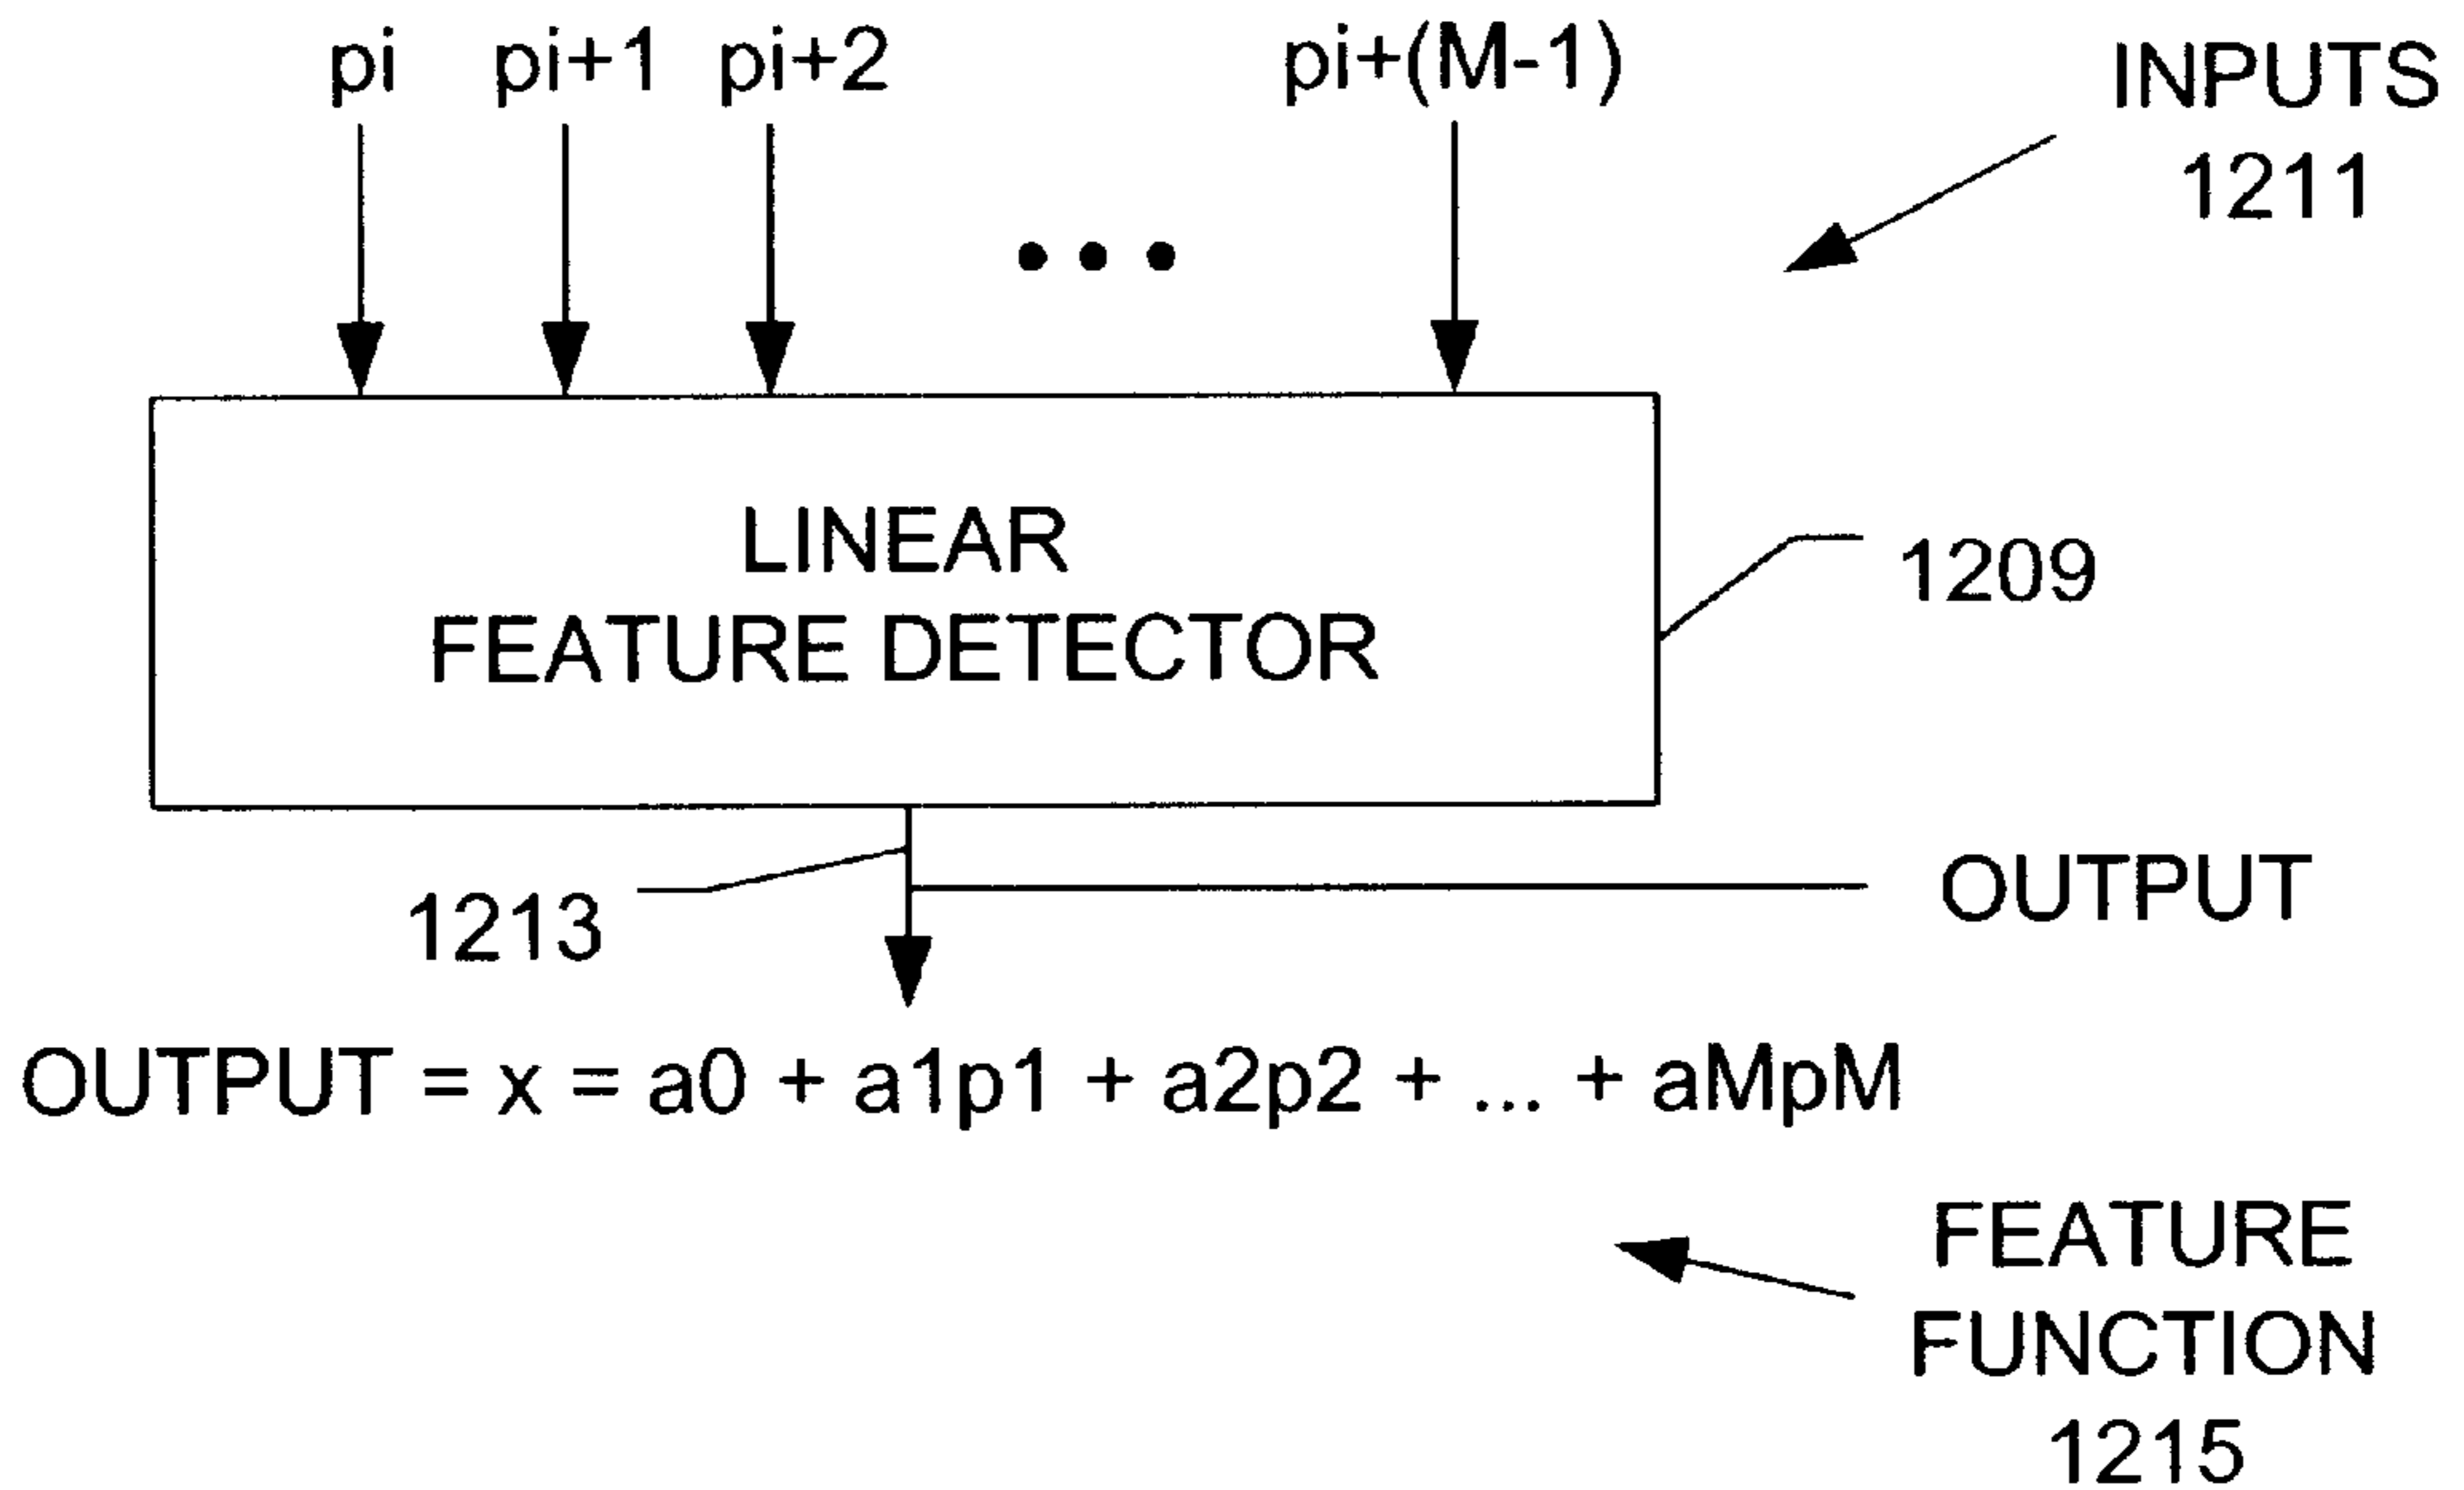 pi pi+1 pi+2 pi+(M-1)
INPUTS
1211
LINEAR
FEATURE DETECTOR
1209
1213
OUTPUT
OUTPUT = x = a0 + a1p1 + a2p2 + ... + aMpM
FEATURE
FUNCTION
1215